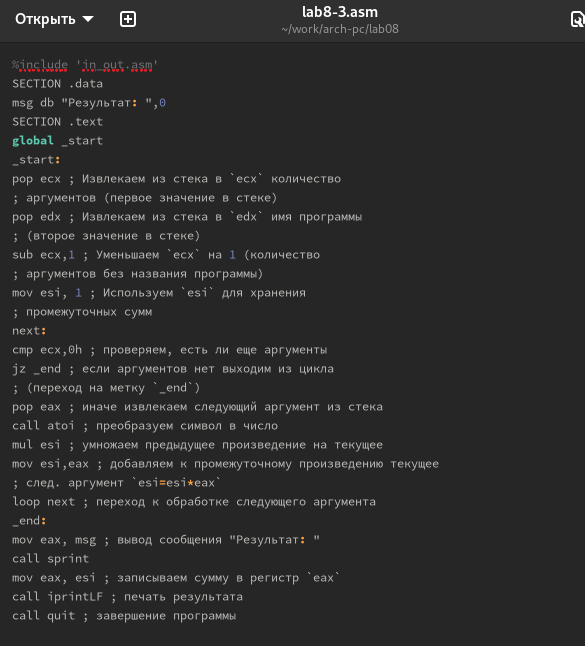 Открыть
lab8-3.asm
~/work/arch-pc/lab08
%include 'in_out.asm'
SECTION .data
msg db "Результат: ",0
SECTION .text
global _start
_start:
pop ecx ; Извлекаем из стека в `ecx` количество
; аргументов (первое значение в стеке)
pop edx ; Извлекаем из стека в `edx` имя программы
; (второе значение в стеке)
sub ecx,1 ; Уменьшаем `ecx` на 1 (количество
; аргументов без названия программы)
mov esi, 1 ; Используем `esi` для хранения
; промежуточных сумм
next:
cmp ecx,0h ; проверяем, есть ли еще аргументы
jz _end ; если аргументов нет выходим из цикла
; (переход на метку `_end`)
pop eax ; иначе извлекаем следующий аргумент из стека
call atoi ; преобразуем символ в число
mul esi ; умножаем предыдущее произведение на текущее
mov esi,eax ; добавляем к промежуточному произведению текущее
; след. аргумент `esi=esi*eax`
loop next ; переход к обработке следующего аргумента
_end:
mov eax, msg ; вывод сообщения "Результат: "
call sprint
mov eax, esi ; записываем сумму в регистр `eax`
call iprintLF ; печать результата
call quit ; завершение программы